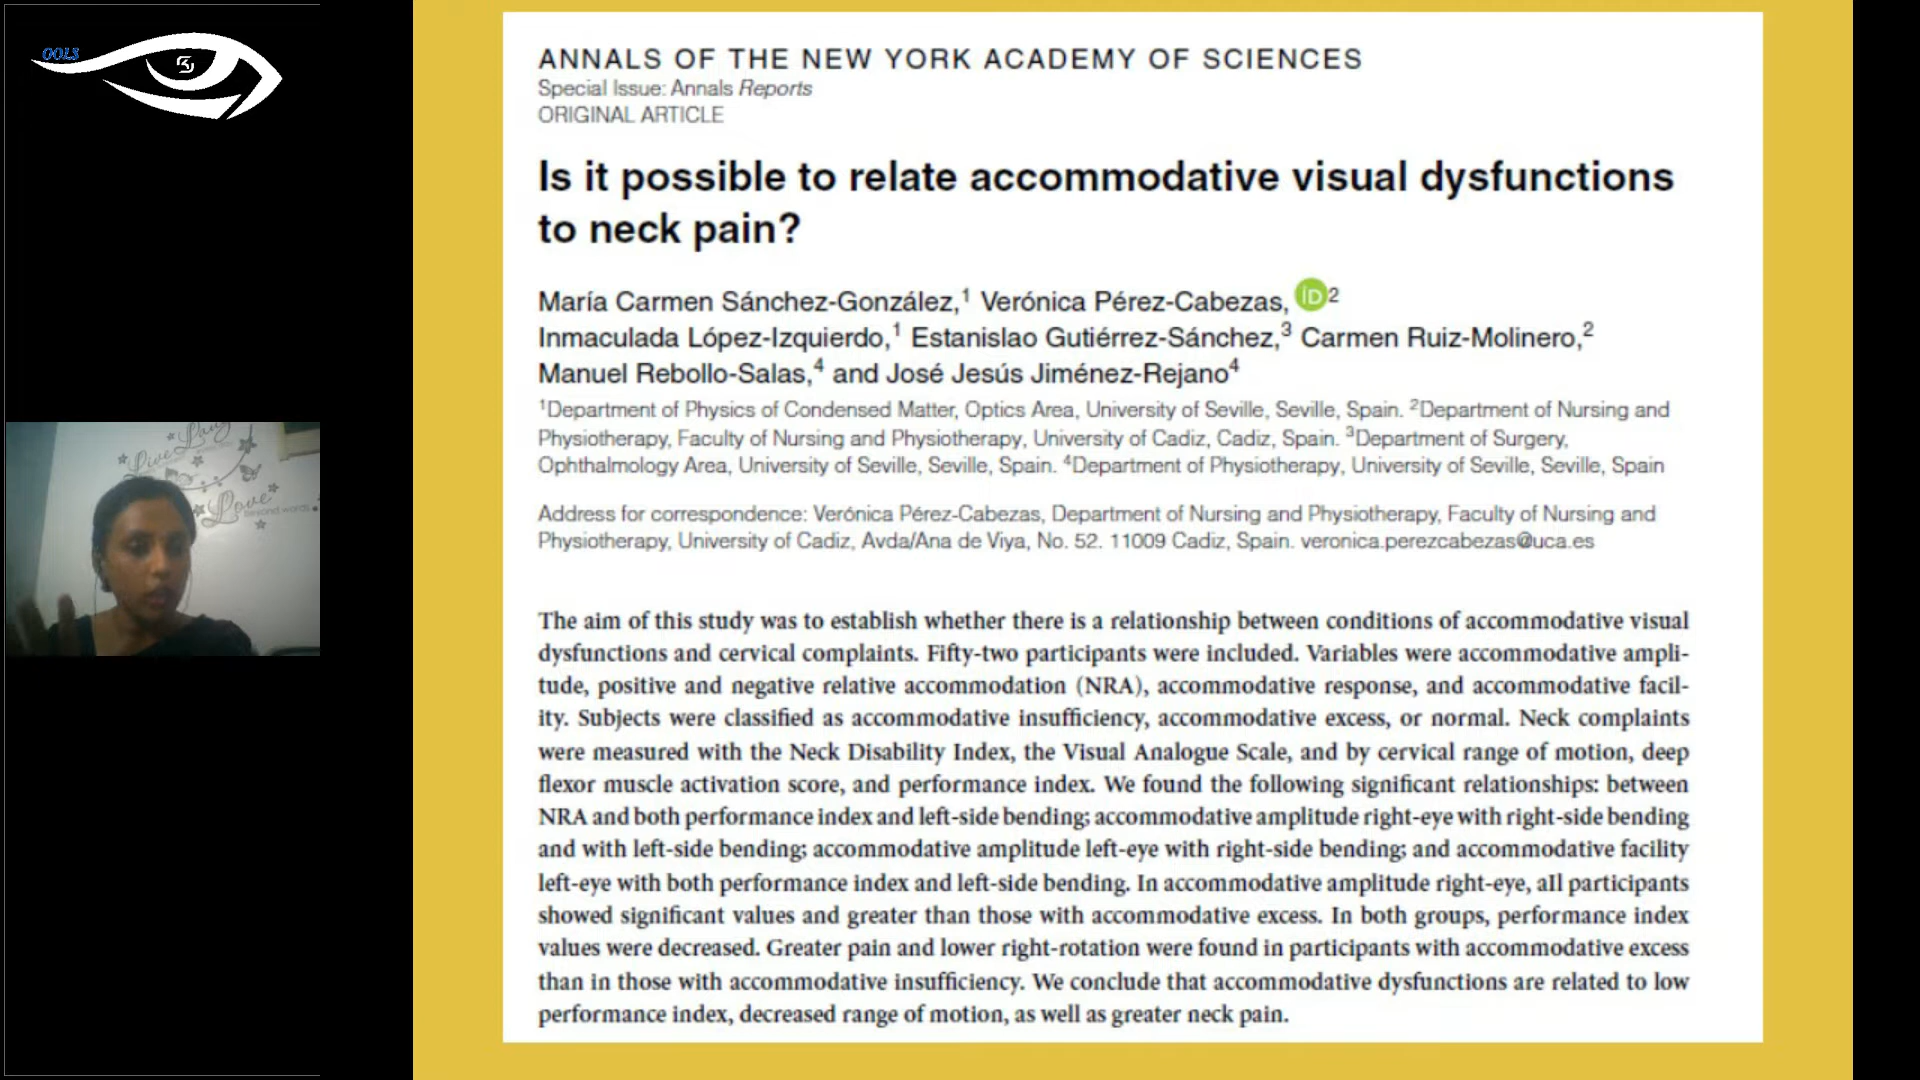 OOLS
ANNALS OF THE NEW YORK ACADEMY OF SCIENCES
Special Issue: Annals Reports
ORIGINAL ARTICLE
Is it possible to relate accommodative visual dysfunctions
to neck pain?
María Carmen Sánchez-González,1 Verónica Pérez-Cabezas, iD 2
Inmaculada López-Izquierdo,1 Estanislao Gutiérrez-Sánchez,3 Carmen Ruiz-Molinero,2
Manuel Rebollo-Salas,4 and José Jesús Jiménez-Rejano4
1Department of Physics of Condensed Matter, Optics Area, University of Seville, Seville, Spain. 2Department of Nursing and
Physiotherapy, Faculty of Nursing and Physiotherapy, University of Cadiz, Cadiz, Spain. 3Department of Surgery,
Ophthalmology Area, University of Seville, Seville, Spain. 4Department of Physiotherapy, University of Seville, Seville, Spain
Address for correspondence: Verónica Pérez-Cabezas, Department of Nursing and Physiotherapy, Faculty of Nursing and
Physiotherapy, University of Cadiz, Avda/Ana de Viya, No. 52. 11009 Cadiz, Spain. veronica.perezcabezas@uca.es
The aim of this study was to establish whether there is a relationship between conditions of accommodative visual
dysfunctions and cervical complaints. Fifty-two participants were included. Variables were accommodative ampli-
tude, positive and negative relative accommodation (NRA), accommodative response, and accommodative facil-
ity. Subjects were classified as accommodative insufficiency, accommodative excess, or normal. Neck complaints
were measured with the Neck Disability Index, the Visual Analogue Scale, and by cervical range of motion, deep
flexor muscle activation score, and performance index. We found the following significant relationships: between
NRA and both performance index and left-side bending; accommodative amplitude right-eye with right-side bending
and with left-side bending; accommodative amplitude left-eye with right-side bending; and accommodative facility
left-eye with both performance index and left-side bending. In accommodative amplitude right-eye, all participants
showed significant values and greater than those with accommodative excess. In both groups, performance index
values were decreased. Greater pain and lower right-rotation were found in participants with accommodative excess
than in those with accommodative insufficiency. We conclude that accommodative dysfunctions are related to low
performance index, decreased range of motion, as well as greater neck pain.
Live
Laug
Love
beyond words